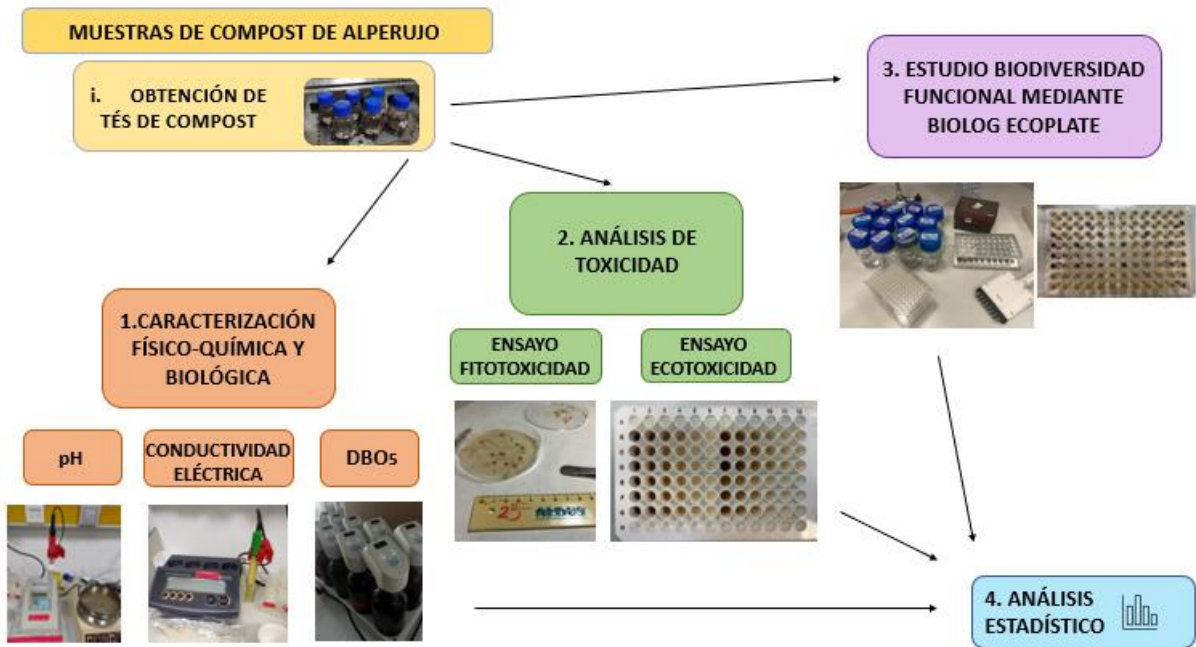 MUESTRAS DE COMPOST DE ALPERUJO
i. OBTENCIÓN DE
TÉS DE COMPOST
3. ESTUDIO BIODIVERSIDAD
FUNCIONAL MEDIANTE
BIOLOG ECOPLATE
2. ANÁLISIS DE
TOXICIDAD
1.CARACTERIZACIÓN
FÍSICO-QUÍMICA Y
BIOLÓGICA
ENSAYO
FITOTOXICIDAD
ENSAYO
ECOTOXICIDAD
pH
CONDUCTIVIDAD
ELÉCTRICA
DBO5
25
4. ANÁLISIS
ESTADÍSTICO